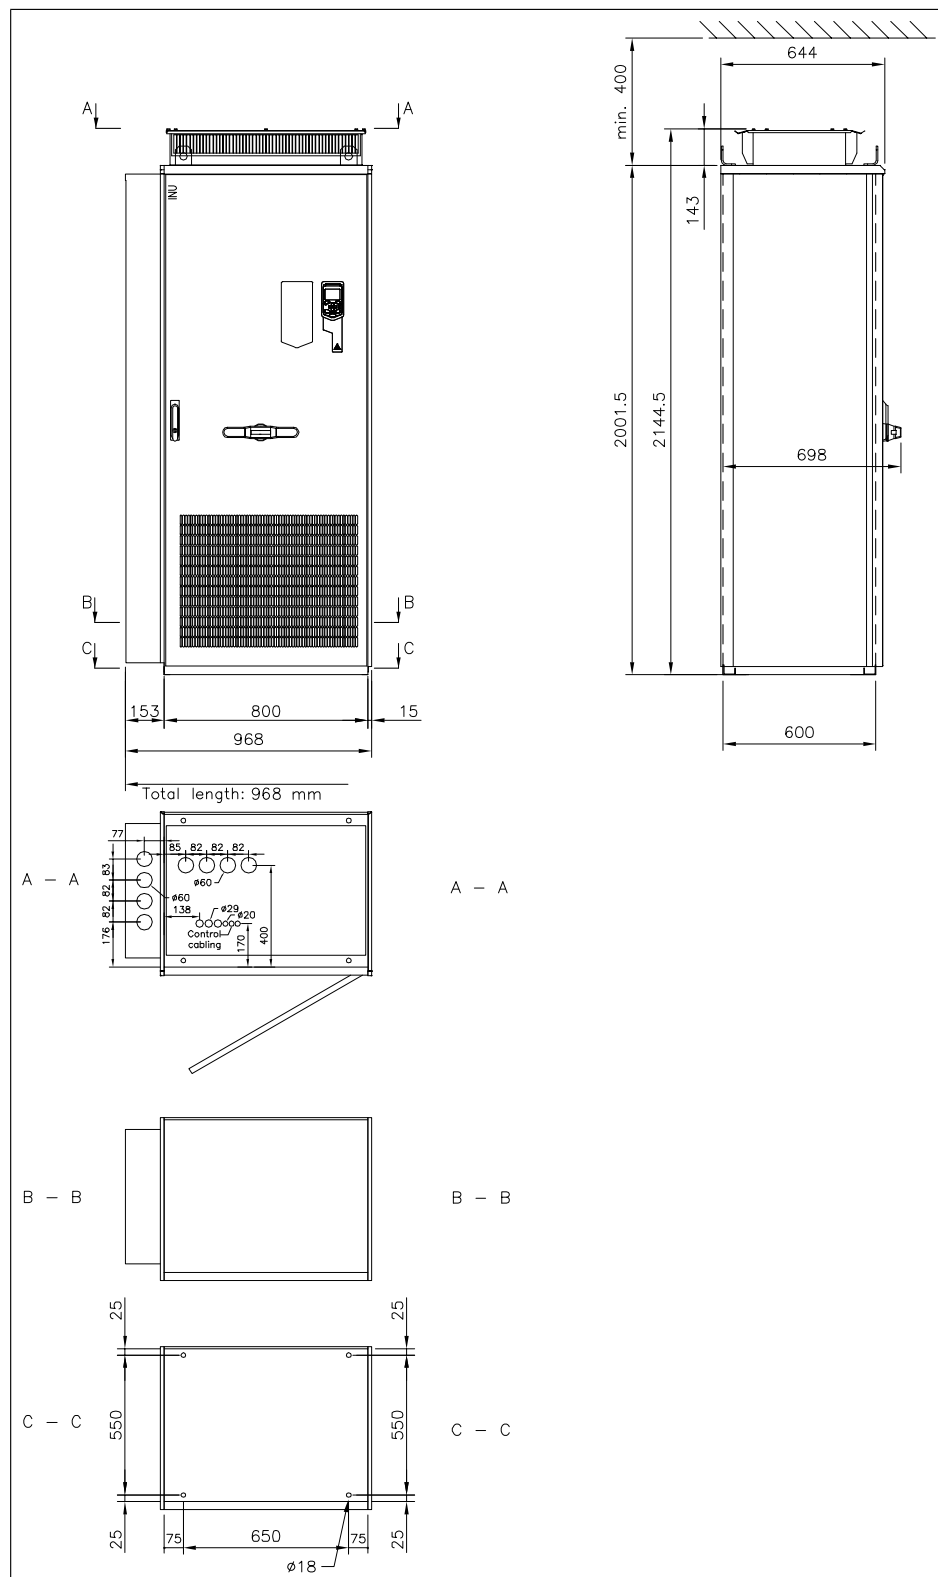 644
min. 400
A
A
INU
143
2001.5
2144.5
698
B
B
C
C
153
800
15
968
600
Total length: 968 mm
77
85
82
82
82
A - A
83
82
82
176
ø60
ø60
138
ø29
ø20
Control
cabling
170
400
A - A
B - B
B - B
25
25
C - C
550
550
C - C
25
75
650
75
25
ø18